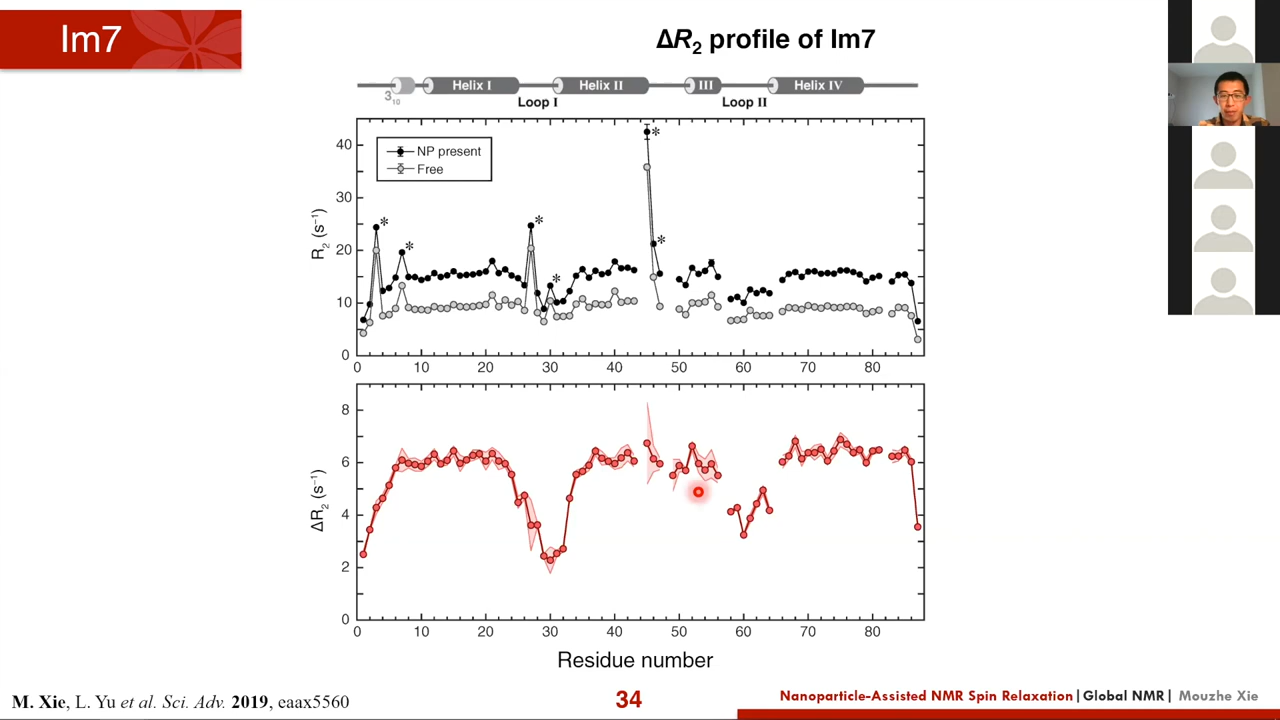 Im7
ΔR₂ profile of Im7
3₁₀
Helix I
Helix II
III
Helix IV
Loop I
Loop II
NP present
Free
R₂ (s⁻¹)
40
30
20
10
0
*
*
*
*
*
*
0 10 20 30 40 50 60 70 80
ΔR₂ (s⁻¹)
8
6
4
2
0
0 10 20 30 40 50 60 70 80
Residue number
M. Xie, L. Yu et al. Sci. Adv. 2019, eaax5560
34
Nanoparticle-Assisted NMR Spin Relaxation | Global NMR | Mouzhe Xie